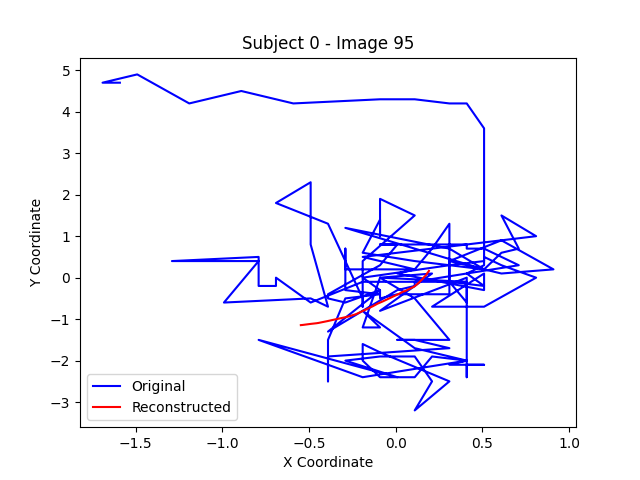 Subject 0 - Image 95
5
4
3
2
1
0
−1
−2
−3
Y Coordinate
Original
Reconstructed
−1.5 −1.0 −0.5 0.0 0.5 1.0
X Coordinate